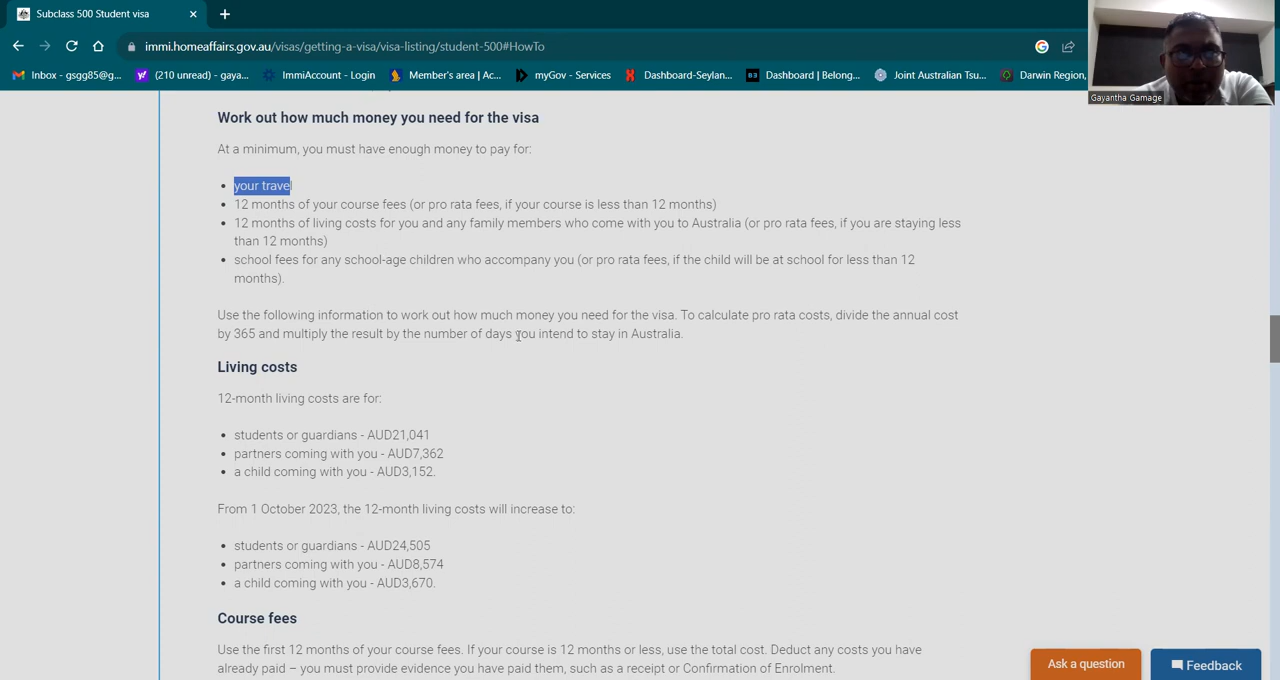 Subclass 500 Student visa
immi.homeaffairs.gov.au/visas/getting-a-visa/visa-listing/student-500#HowTo
Inbox - gsgg85@g... (210 unread) - gaya... ImmiAccount - Login Member's area | Ac... myGov - Services Dashboard-Seylan... Dashboard | Belong... Joint Australian Tsu... Darwin Region,
Gayantha Gamage
Work out how much money you need for the visa
At a minimum, you must have enough money to pay for:
• your travel
• 12 months of your course fees (or pro rata fees, if your course is less than 12 months)
• 12 months of living costs for you and any family members who come with you to Australia (or pro rata fees, if you are staying less
than 12 months)
• school fees for any school-age children who accompany you (or pro rata fees, if the child will be at school for less than 12
months).
Use the following information to work out how much money you need for the visa. To calculate pro rata costs, divide the annual cost
by 365 and multiply the result by the number of days you intend to stay in Australia.
Living costs
12-month living costs are for:
• students or guardians - AUD21,041
• partners coming with you - AUD7,362
• a child coming with you - AUD3,152.
From 1 October 2023, the 12-month living costs will increase to:
• students or guardians - AUD24,505
• partners coming with you - AUD8,574
• a child coming with you - AUD3,670.
Course fees
Use the first 12 months of your course fees. If your course is 12 months or less, use the total cost. Deduct any costs you have
already paid – you must provide evidence you have paid them, such as a receipt or Confirmation of Enrolment.
Ask a question
Feedback